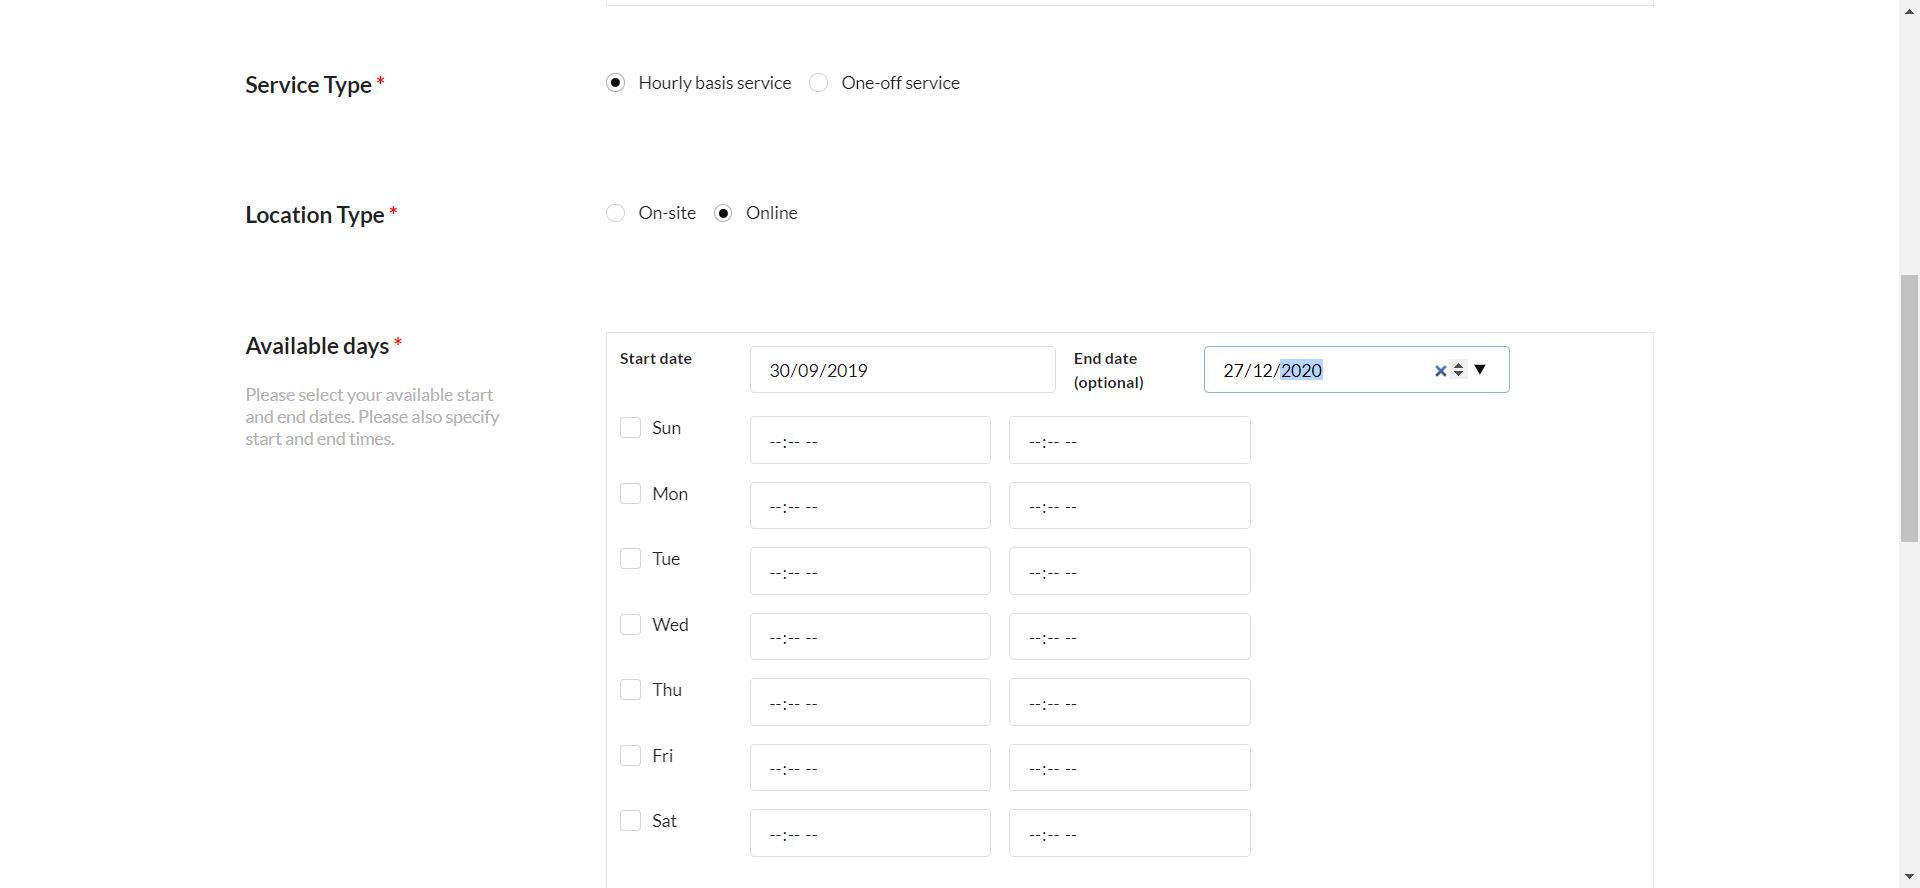 Service Type *
Hourly basis service One-off service
Location Type *
On-site Online
Available days *
Please select your available start
and end dates. Please also specify
start and end times.
Start date 30/09/2019 End date
(optional) 27/12/2020
Sun --:-- -- --:-- --
Mon --:-- -- --:-- --
Tue --:-- -- --:-- --
Wed --:-- -- --:-- --
Thu --:-- -- --:-- --
Fri --:-- -- --:-- --
Sat --:-- -- --:-- --